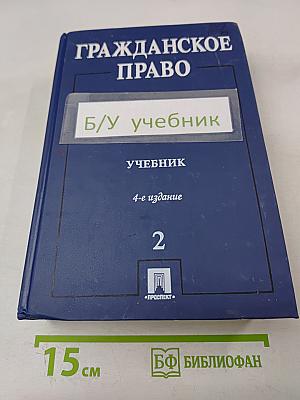 ГРАЖДАНСКОЕ
ПРАВО
Б/У учебник
УЧЕБНИК
4-е издание
2
•ПРОСПЕКТ•
15 см
БФ БИБЛИОФАН